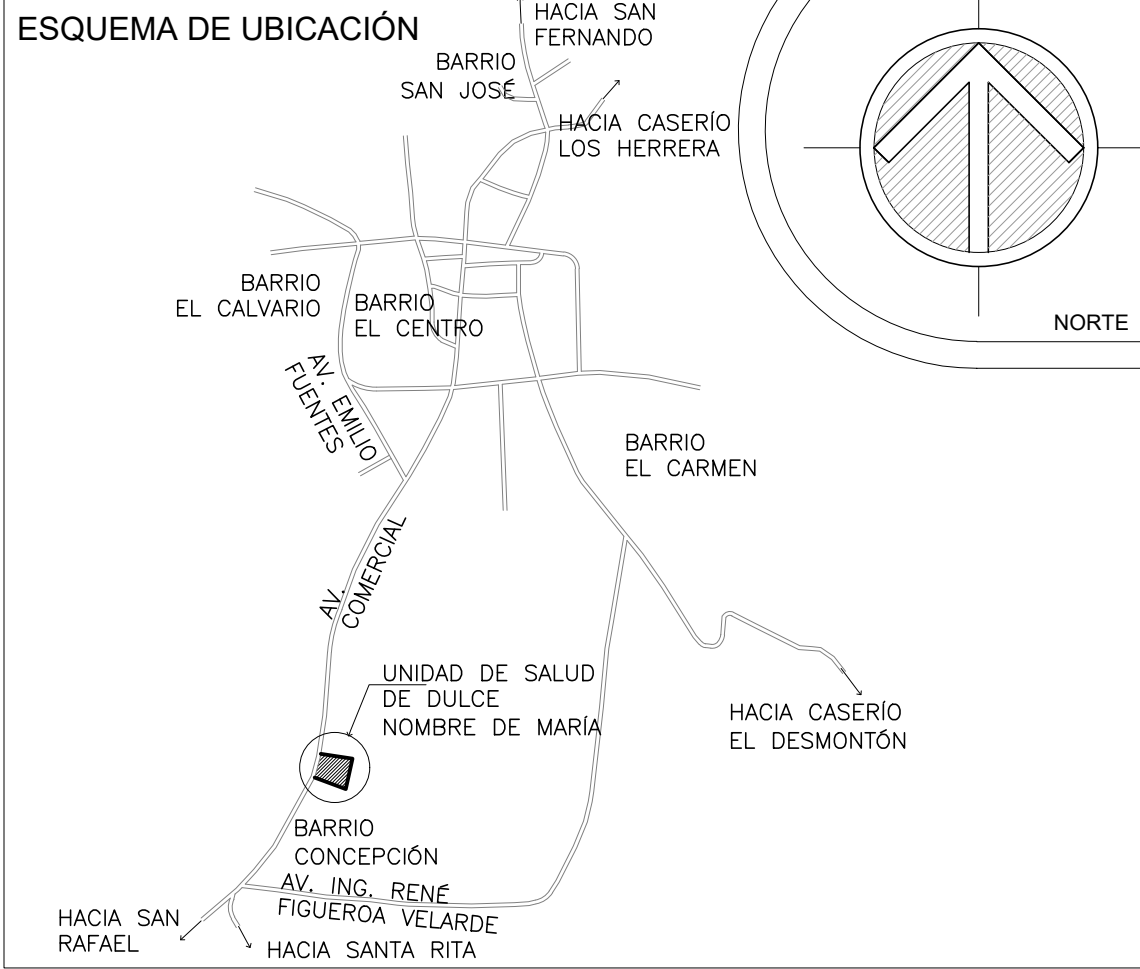 ESQUEMA DE UBICACIÓN
HACIA SAN
FERNANDO
BARRIO
SAN JOSÉ
HACIA CASERÍO
LOS HERRERA
NORTE
BARRIO
EL CALVARIO
BARRIO
EL CENTRO
AV. EMILIO
FUENTES
BARRIO
EL CARMEN
AV.
COMERCIAL
UNIDAD DE SALUD
DE DULCE
NOMBRE DE MARÍA
HACIA CASERÍO
EL DESMONTÓN
BARRIO
CONCEPCIÓN
AV. ING. RENÉ
FIGUEROA VELARDE
HACIA SAN
RAFAEL
HACIA SANTA RITA